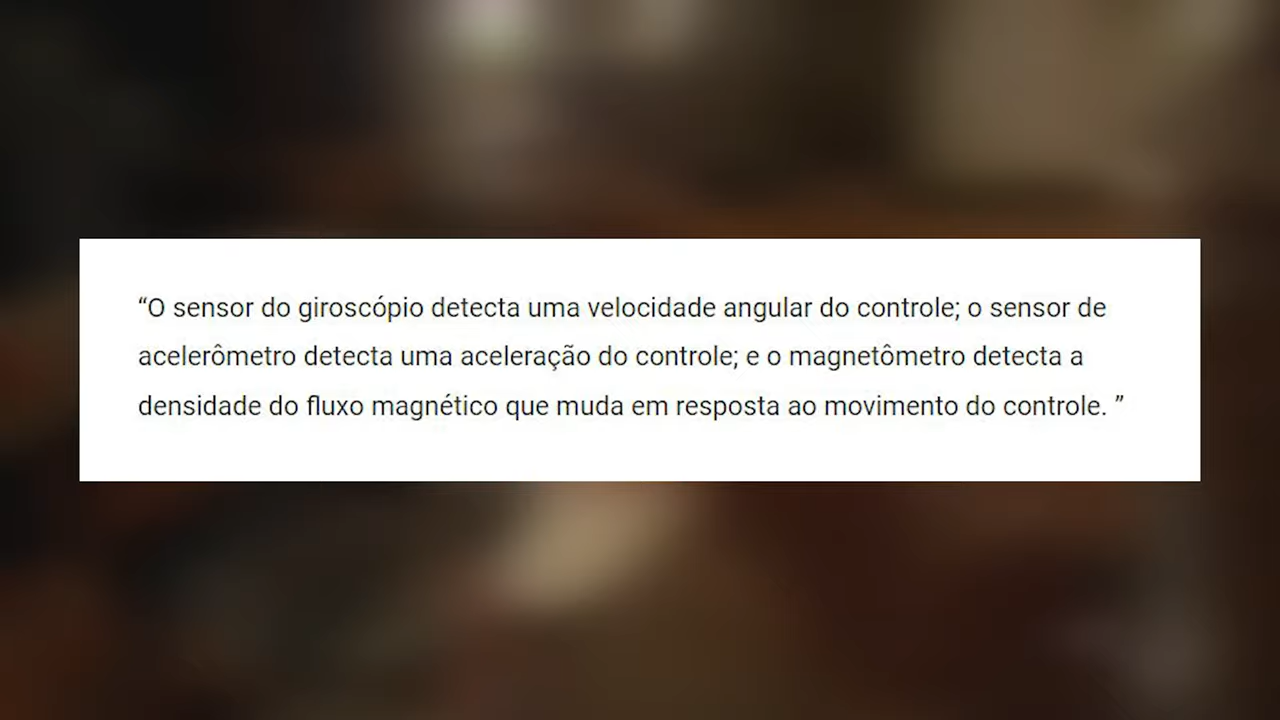 “O sensor do giroscópio detecta uma velocidade angular do controle; o sensor de
acelerômetro detecta uma aceleração do controle; e o magnetômetro detecta a
densidade do fluxo magnético que muda em resposta ao movimento do controle. ”